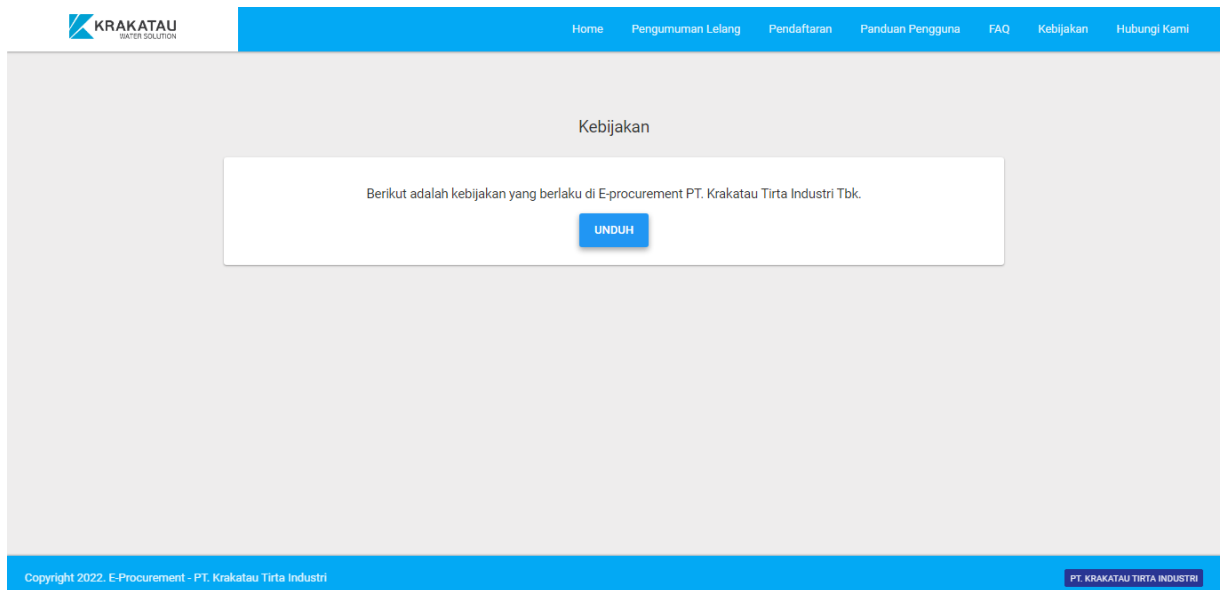 KRAKATAU
WATER SOLUTION
Home Pengumuman Lelang Pendaftaran Panduan Pengguna FAQ Kebijakan Hubungi Kami
Kebijakan
Berikut adalah kebijakan yang berlaku di E-procurement PT. Krakatau Tirta Industri Tbk.
UNDUH
Copyright 2022. E-Procurement - PT. Krakatau Tirta Industri
PT. KRAKATAU TIRTA INDUSTRI